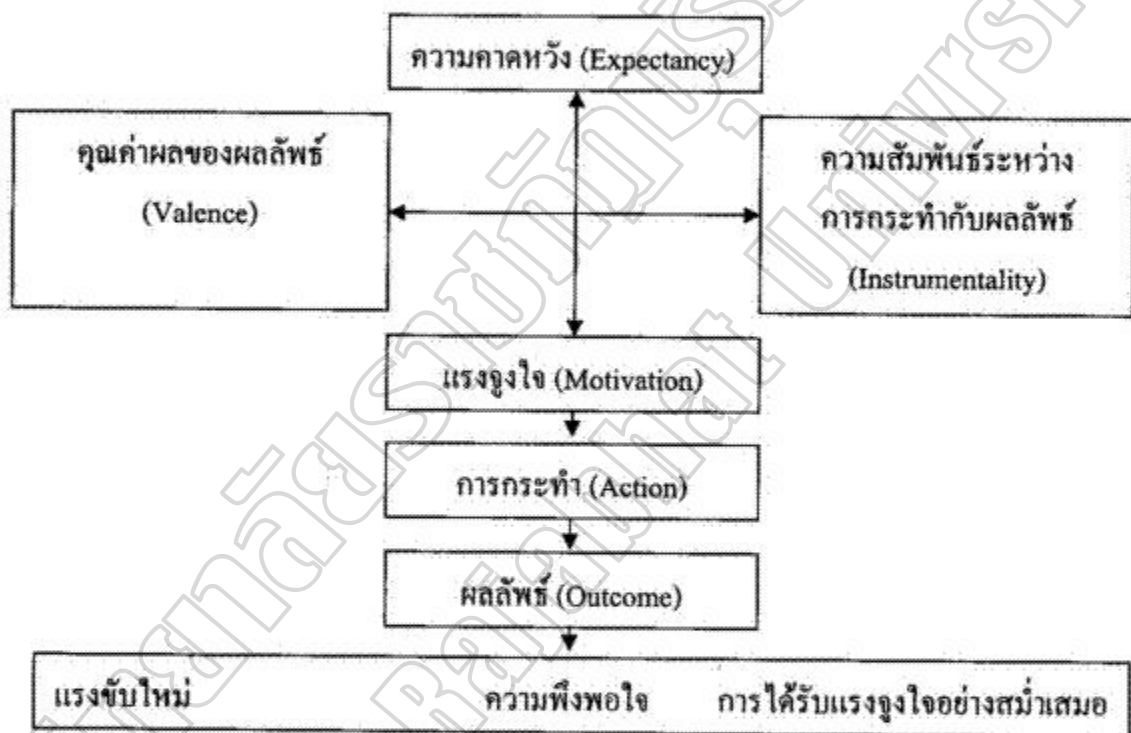 ความคาดหวัง (Expectancy)
คุณค่าผลของผลลัพธ์
(Valence)
ความสัมพันธ์ระหว่าง
การกระทำกับผลลัพธ์
(Instrumentality)
แรงจูงใจ (Motivation)
การกระทำ (Action)
ผลลัพธ์ (Outcome)
แรงขับใหม่ ความพึงพอใจ การได้รับแรงจูงใจอย่างสม่ำเสมอ